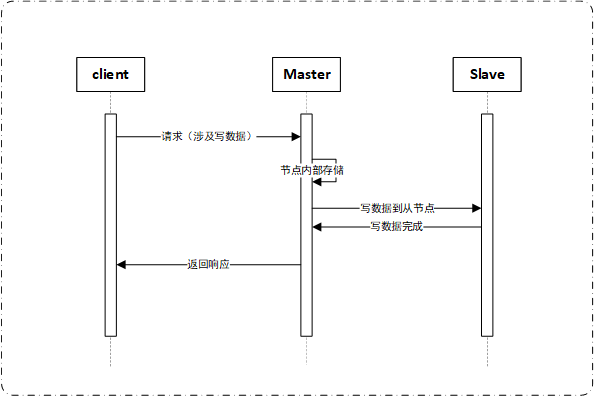 client
Master
Slave
请求（涉及写数据）
节点内部存储
写数据到从节点
写数据完成
返回响应